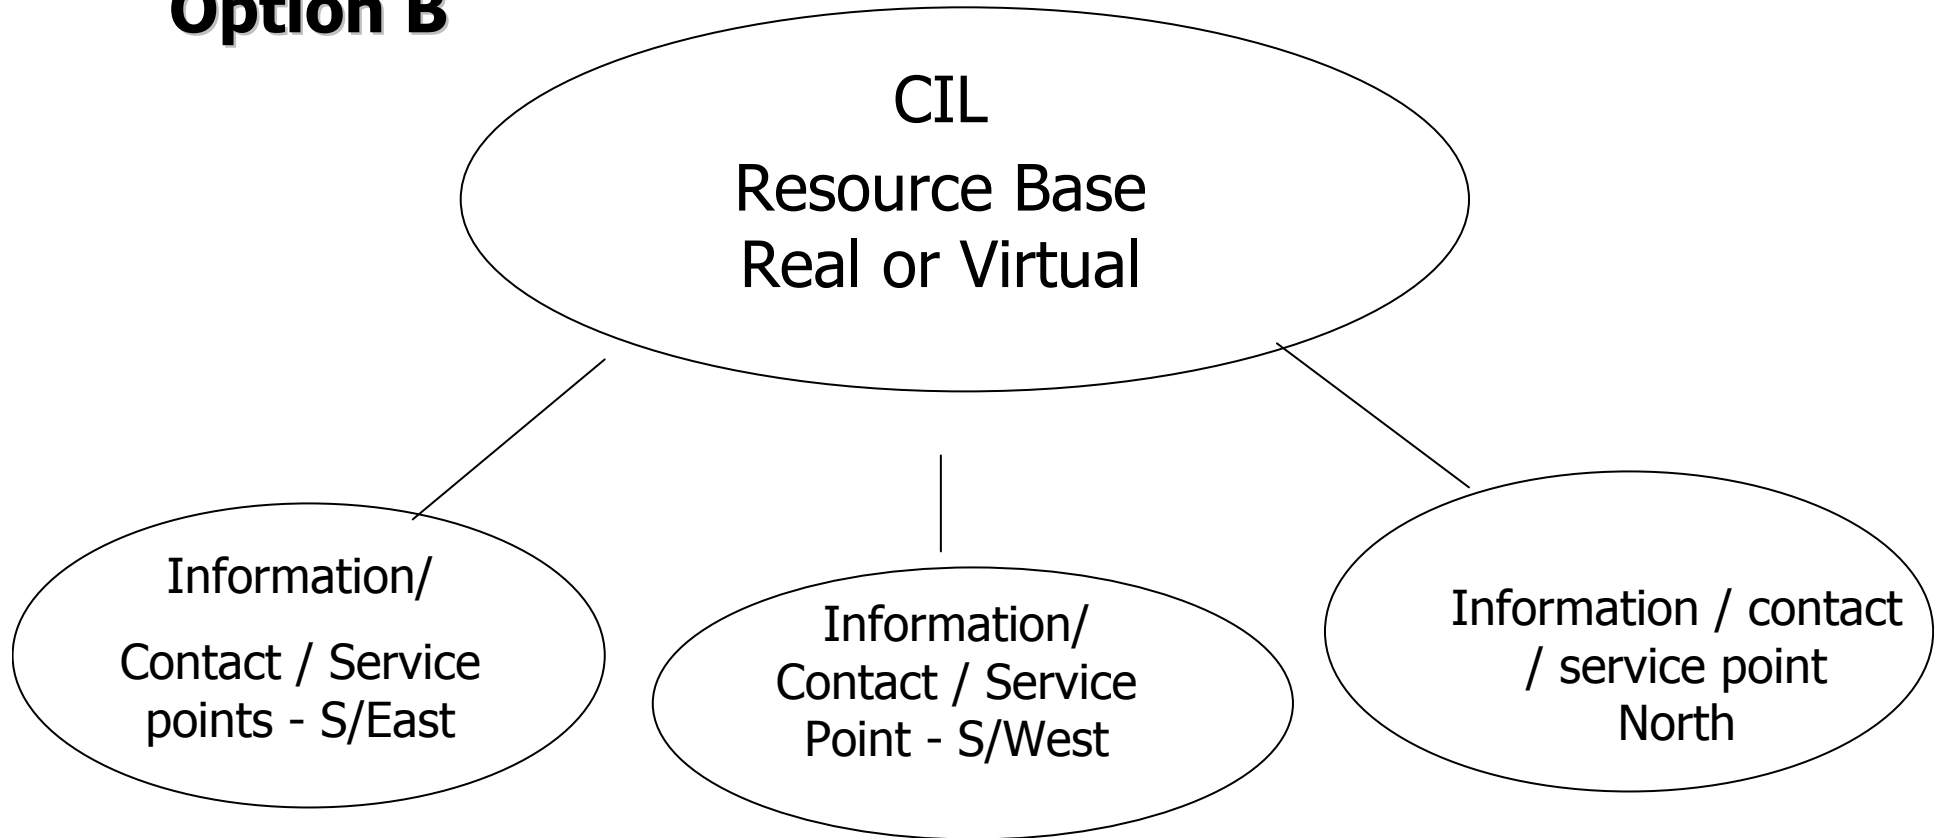 Option B
CIL
Resource Base
Real or Virtual
Information/
Contact / Service
points - S/East
Information/
Contact / Service
Point - S/West
Information / contact
/ service point
North